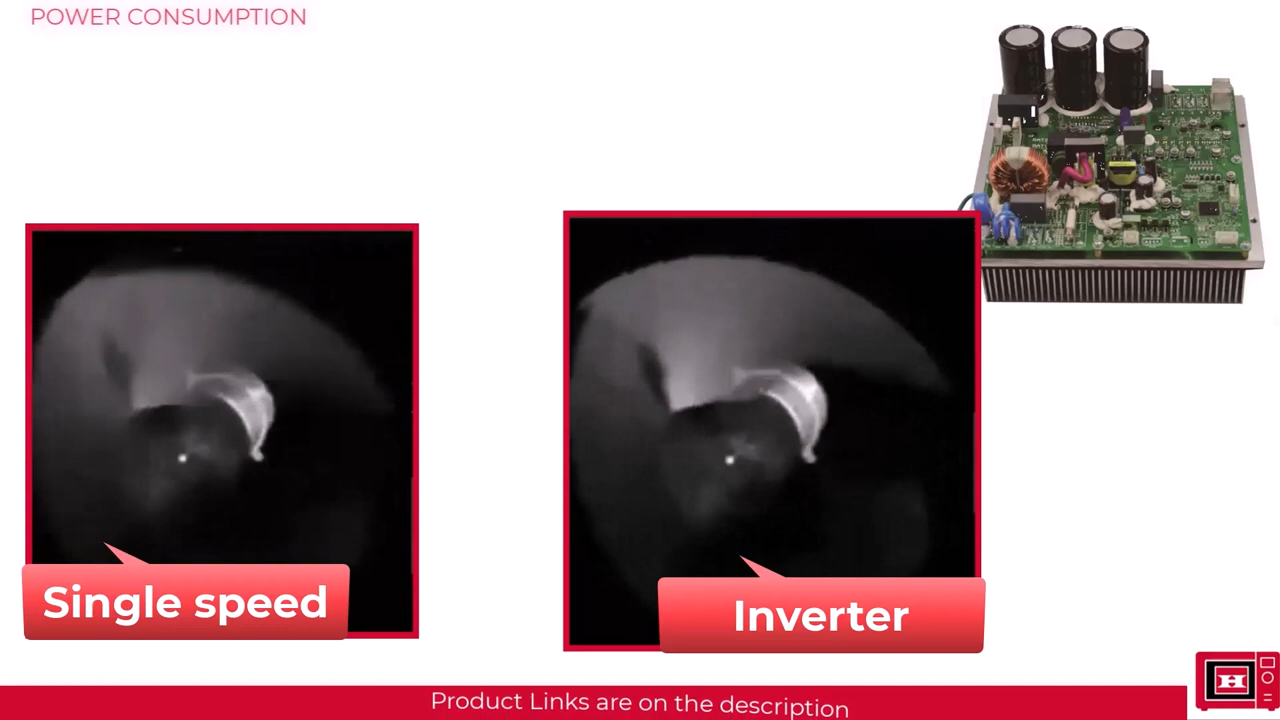 POWER CONSUMPTION
Single speed
Inverter
Product Links are on the description
H